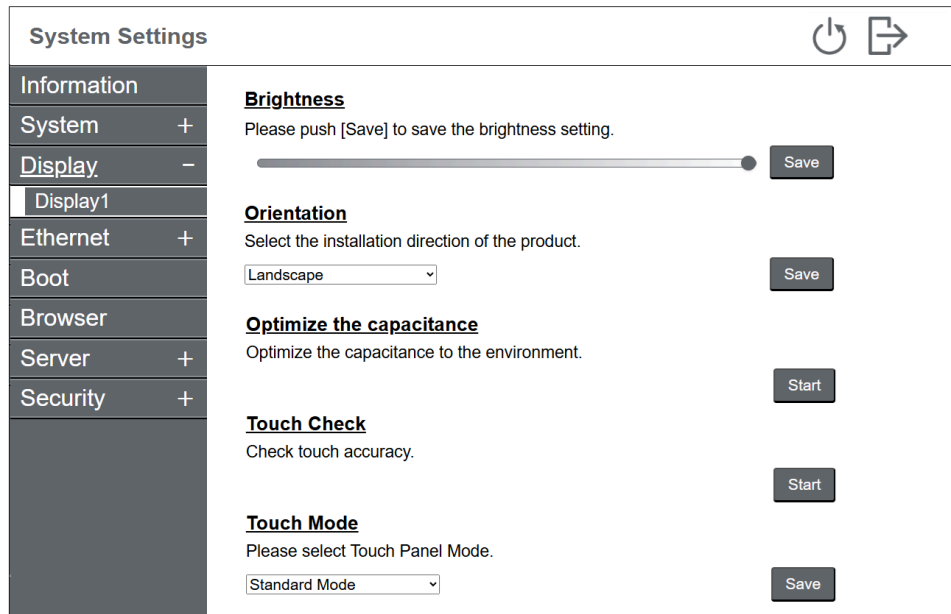 System Settings
Information
System +
Display −
Display1
Ethernet +
Boot
Browser
Server +
Security +
Brightness
Please push [Save] to save the brightness setting.
Save
Orientation
Select the installation direction of the product.
Landscape
Save
Optimize the capacitance
Optimize the capacitance to the environment.
Start
Touch Check
Check touch accuracy.
Start
Touch Mode
Please select Touch Panel Mode.
Standard Mode
Save